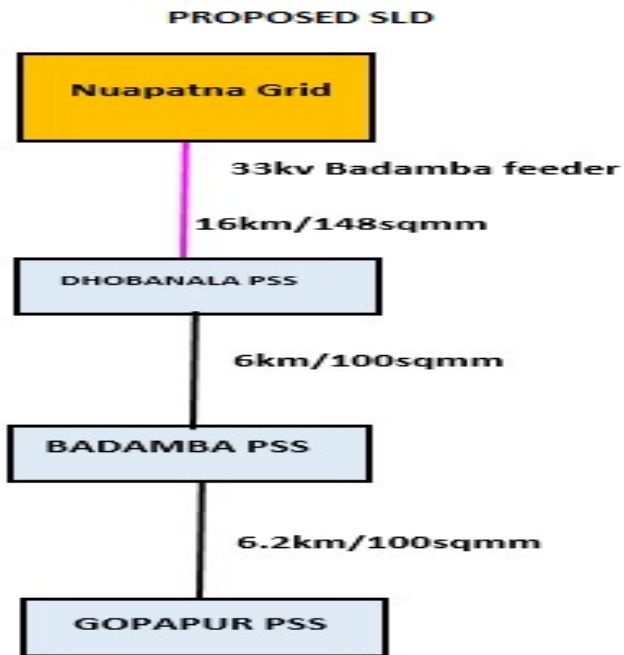 PROPOSED SLD
Nuapatna Grid
33kv Badamba feeder
16km/148sqmm
DHOBANALA PSS
6km/100sqmm
BADAMBA PSS
6.2km/100sqmm
GOPAPUR PSS